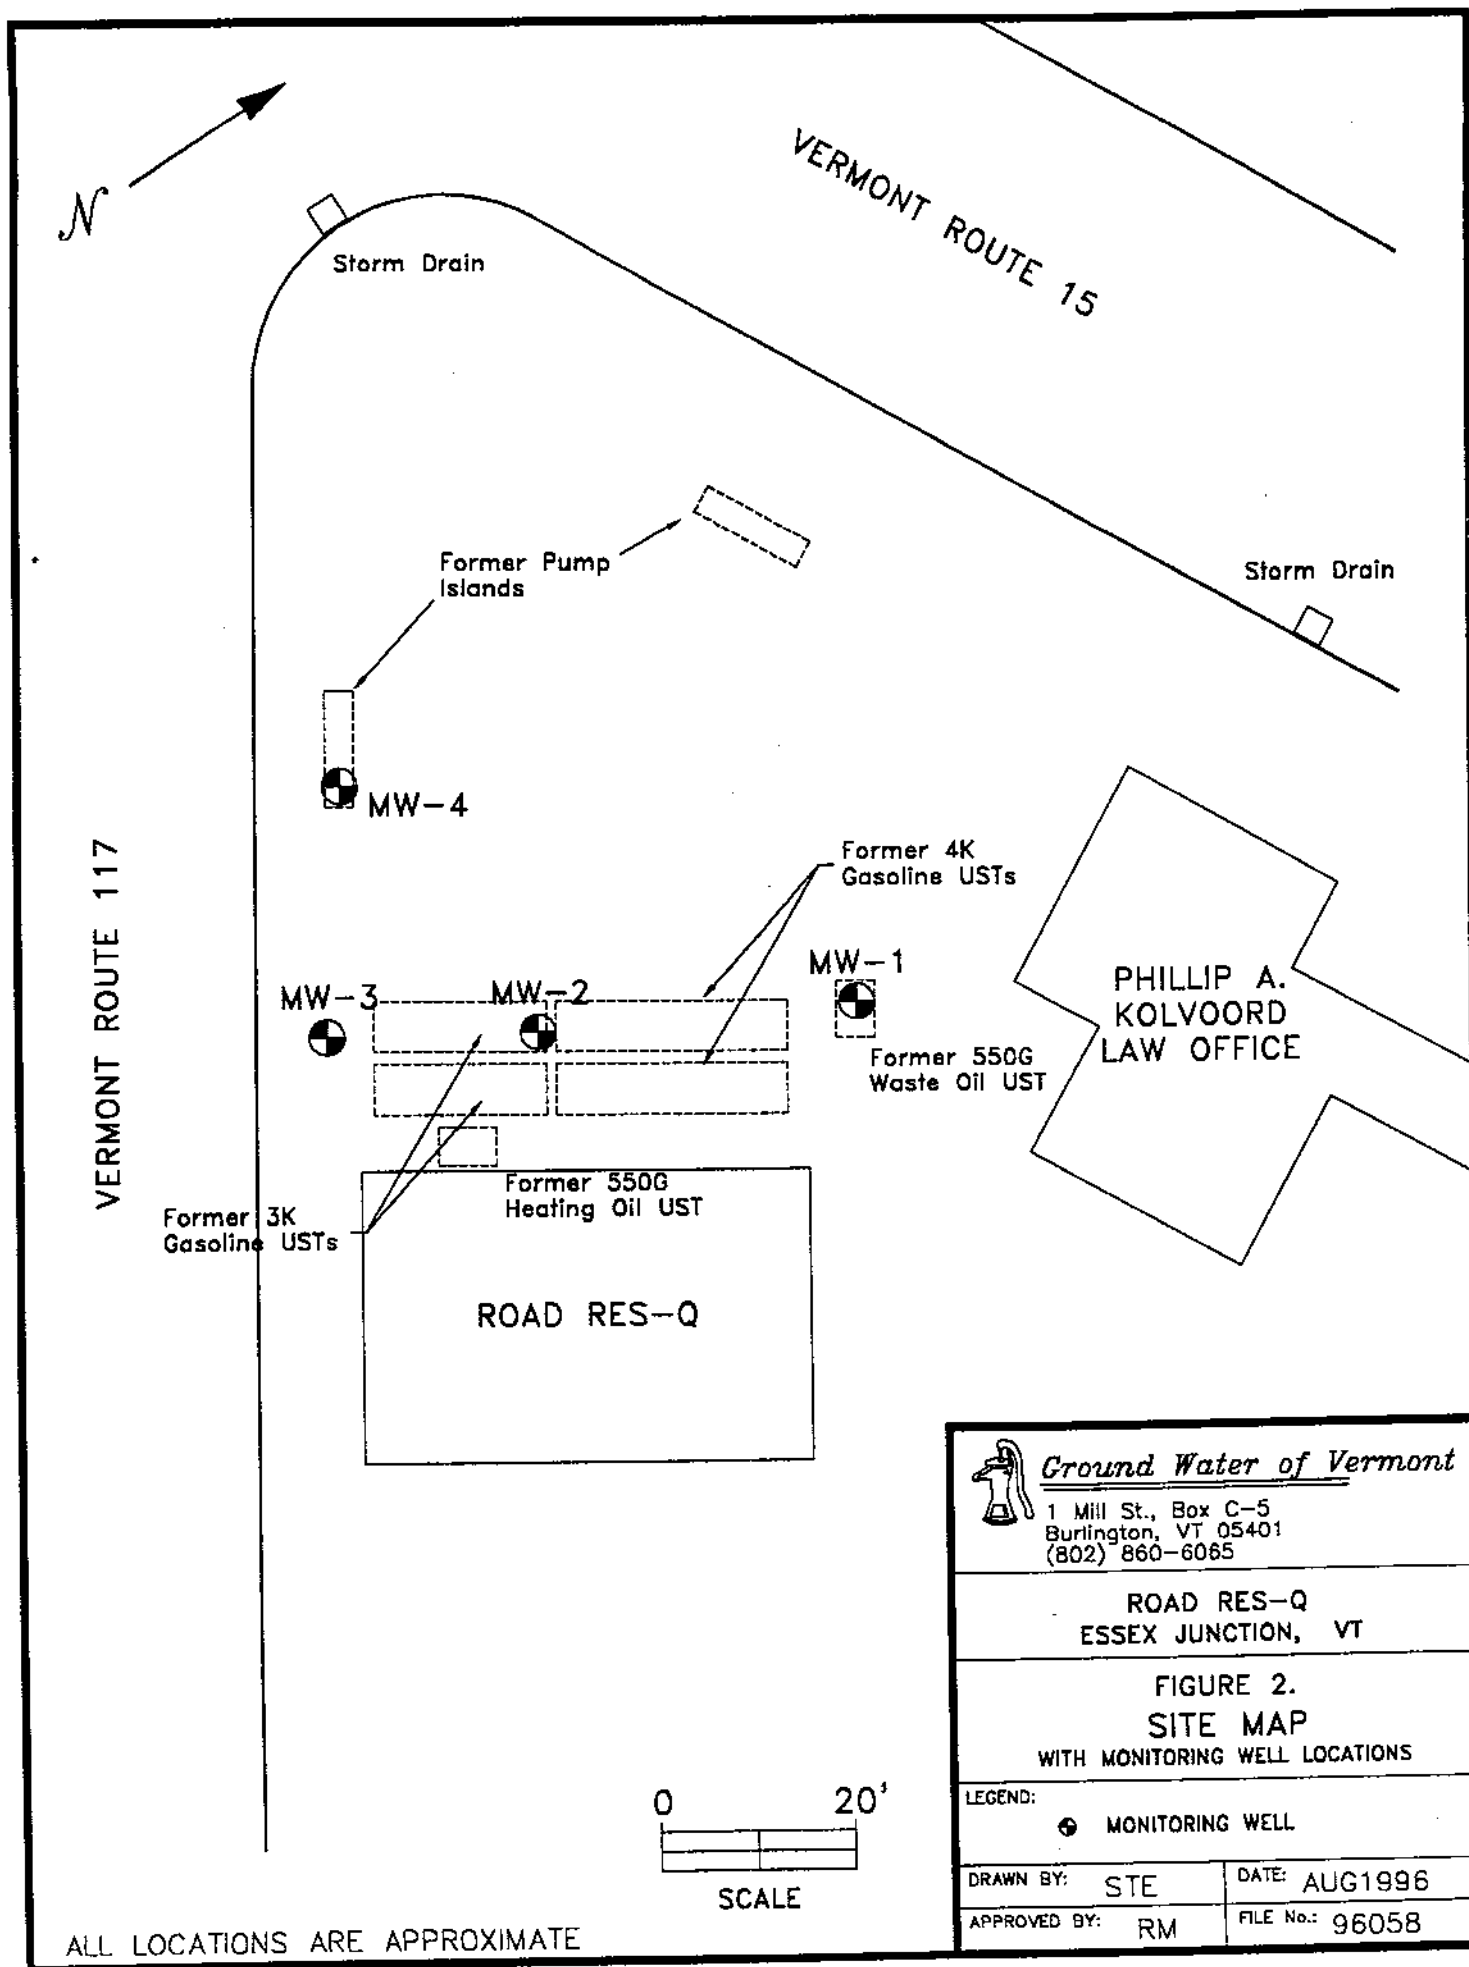 N
VERMONT ROUTE 15
Storm Drain
Former Pump
Islands
Storm Drain
MW-4
Former 4K
Gasoline USTs
VERMONT ROUTE 117
MW-1
MW-3
MW-2
PHILLIP A.
KOLVOORD
LAW OFFICE
Former 550G
Waste Oil UST
Former 550G
Heating Oil UST
Former 3K
Gasoline USTs
ROAD RES-Q
Ground Water of Vermont
1 Mill St., Box C-5
Burlington, VT 05401
(802) 860-6065
ROAD RES-Q
ESSEX JUNCTION, VT
FIGURE 2.
SITE MAP
WITH MONITORING WELL LOCATIONS
LEGEND:
MONITORING WELL
0 20'
SCALE
DRAWN BY: STE DATE: AUG1996
APPROVED BY: RM FILE No.: 96058
ALL LOCATIONS ARE APPROXIMATE